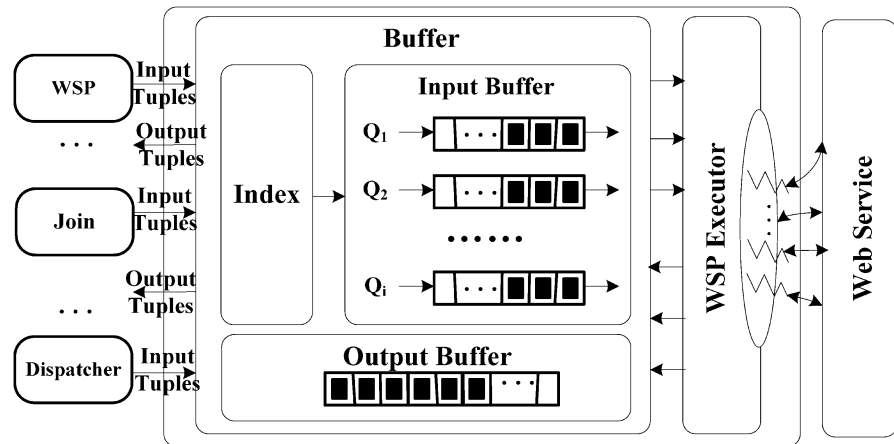 Buffer
WSP
Input
Tuples
Output
Tuples
. . .
Join
Input
Tuples
Output
Tuples
. . .
Dispatcher
Input
Tuples
Index
Input Buffer
Q1
. . .
Q2
. . .
. . . . . .
Qi
. . .
Output Buffer
. . .
WSP Executor
Web Service